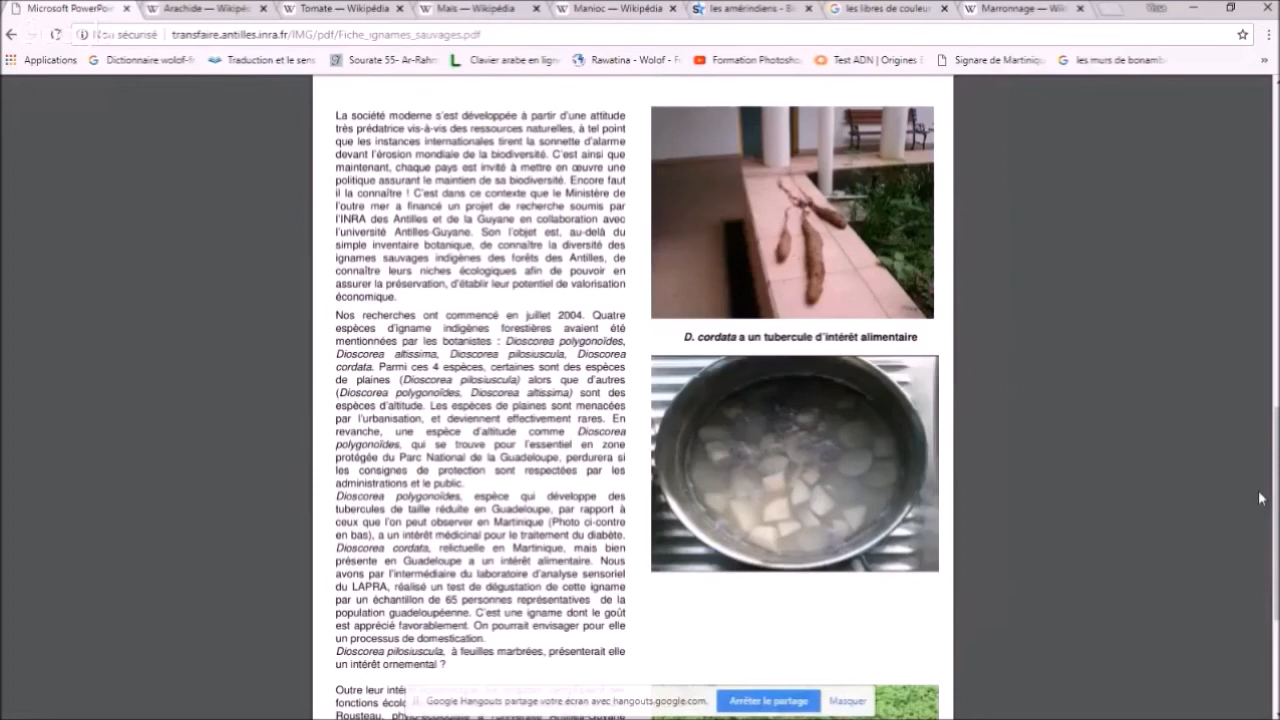 Microsoft PowerPoi
Arachide — Wikipéd
Tomate — Wikipédia
Maïs — Wikipédia
Manioc — Wikipédia
les amérindiens - B
les libres de couleur
Marronnage — Wiki
Non sécurisé
transfaire.antilles.inra.fr/IMG/pdf/Fiche_ignames_sauvages.pdf
Applications
Dictionnaire wolof-f
Traduction et le sens
Sourate 55- Ar-Rahm
Clavier arabe en lign
Rawatina - Wolof - F
Formation Photosho
Test ADN | Origines E
Signare de Martiniq
les murs de bonamb
»
La société moderne s'est développée à partir d'une attitude
très prédatrice vis-à-vis des ressources naturelles, à tel point
que les instances internationales tirent la sonnette d'alarme
devant l'érosion mondiale de la biodiversité. C'est ainsi que
maintenant, chaque pays est invité à mettre en œuvre une
politique assurant le maintien de sa biodiversité. Encore faut
il la connaître ! C'est dans ce contexte que le Ministère de
l'outre mer a financé un projet de recherche soumis par
l'INRA des Antilles et de la Guyane en collaboration avec
l'université Antilles-Guyane. Son l'objet est, au-delà du
simple inventaire botanique, de connaître la diversité des
ignames sauvages indigènes des forêts des Antilles, de
connaître leurs niches écologiques afin de pouvoir en
assurer la préservation, d'établir leur potentiel de valorisation
économique.
Nos recherches ont commencé en juillet 2004. Quatre
espèces d'igname indigènes forestières avaient été
mentionnées par les botanistes : Dioscorea polygonoïdes,
Dioscorea altissima, Dioscorea pilosiuscula, Dioscorea
cordata. Parmi ces 4 espèces, certaines sont des espèces
de plaines (Dioscorea pilosiuscula) alors que d'autres
(Dioscorea polygonoïdes, Dioscorea altissima) sont des
espèces d'altitude. Les espèces de plaines sont menacées
par l'urbanisation, et deviennent effectivement rares. En
revanche, une espèce d'altitude comme Dioscorea
polygonoïdes, qui se trouve pour l'essentiel en zone
protégée du Parc National de la Guadeloupe, perdurera si
les consignes de protection sont respectées par les
administrations et le public.
Dioscorea polygonoïdes, espèce qui développe des
tubercules de taille réduite en Guadeloupe, par rapport à
ceux que l'on peut observer en Martinique (Photo ci-contre
en bas), a un intérêt médicinal pour le traitement du diabète.
Dioscorea cordata, relictuelle en Martinique, mais bien
présente en Guadeloupe a un intérêt alimentaire. Nous
avons par l'intermédiaire du laboratoire d'analyse sensoriel
du LAPRA, réalisé un test de dégustation de cette igname
par un échantillon de 65 personnes représentatives de la
population guadeloupéenne. C'est une igname dont le goût
est apprécié favorablement. On pourrait envisager pour elle
un processus de domestication.
Dioscorea pilosiuscula, à feuilles marbrées, présenterait elle
un intérêt ornemental ?
D. cordata a un tubercule d'intérêt alimentaire
Outre leur inté
fonctions écolo
Rousteau, ph
Google Hangouts partage votre écran avec hangouts.google.com.
Arrêter le partage
Masquer